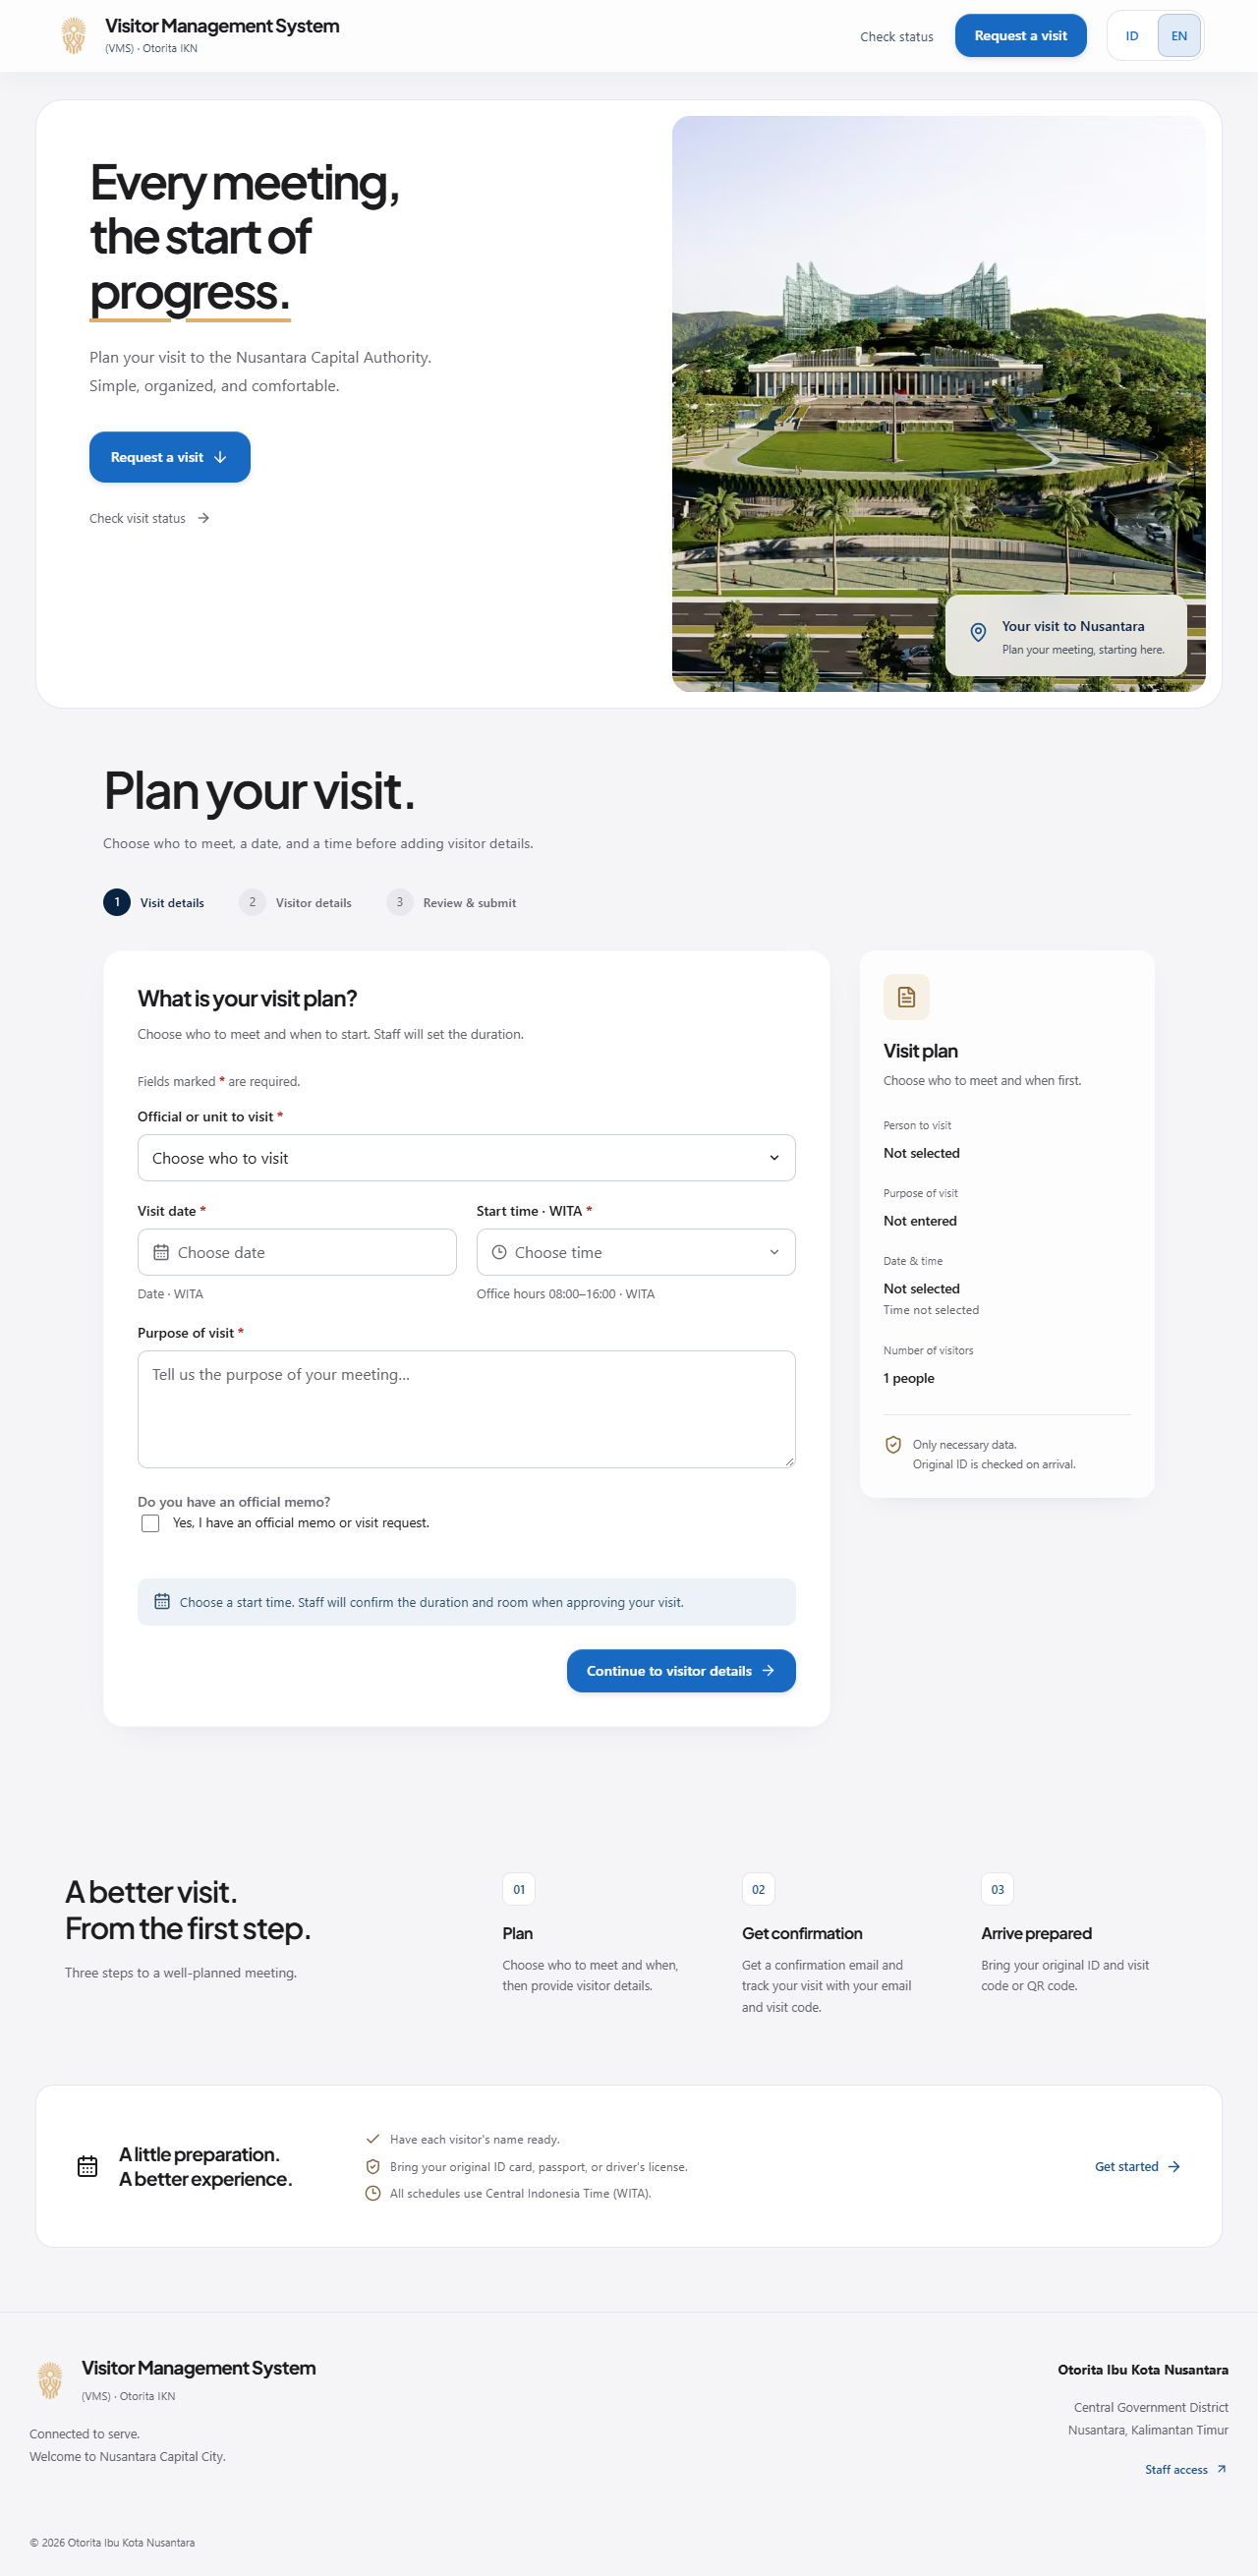 Visitor Management System
(VMS) · Otorita IKN
Check status
Request a visit
ID
EN
Every meeting,
the start of
progress.
Plan your visit to the Nusantara Capital Authority.
Simple, organized, and comfortable.
Request a visit
Check visit status
Your visit to Nusantara
Plan your meeting, starting here.
Plan your visit.
Choose who to meet, a date, and a time before adding visitor details.
1 Visit details
2 Visitor details
3 Review & submit
What is your visit plan?
Choose who to meet and when to start. Staff will set the duration.
Fields marked * are required.
Official or unit to visit *
Choose who to visit
Visit date *
Choose date
Date · WITA
Start time · WITA *
Choose time
Office hours 08:00–16:00 · WITA
Purpose of visit *
Tell us the purpose of your meeting...
Do you have an official memo?
Yes, I have an official memo or visit request.
Choose a start time. Staff will confirm the duration and room when approving your visit.
Continue to visitor details
Visit plan
Choose who to meet and when first.
Person to visit
Not selected
Purpose of visit
Not entered
Date & time
Not selected
Time not selected
Number of visitors
1 people
Only necessary data.
Original ID is checked on arrival.
A better visit.
From the first step.
Three steps to a well-planned meeting.
01
Plan
Choose who to meet and when,
then provide visitor details.
02
Get confirmation
Get a confirmation email and
track your visit with your email
and visit code.
03
Arrive prepared
Bring your original ID and visit
code or QR code.
A little preparation.
A better experience.
Have each visitor's name ready.
Bring your original ID card, passport, or driver's license.
All schedules use Central Indonesia Time (WITA).
Get started
Visitor Management System
(VMS) · Otorita IKN
Connected to serve.
Welcome to Nusantara Capital City.
Otorita Ibu Kota Nusantara
Central Government District
Nusantara, Kalimantan Timur
Staff access
© 2026 Otorita Ibu Kota Nusantara